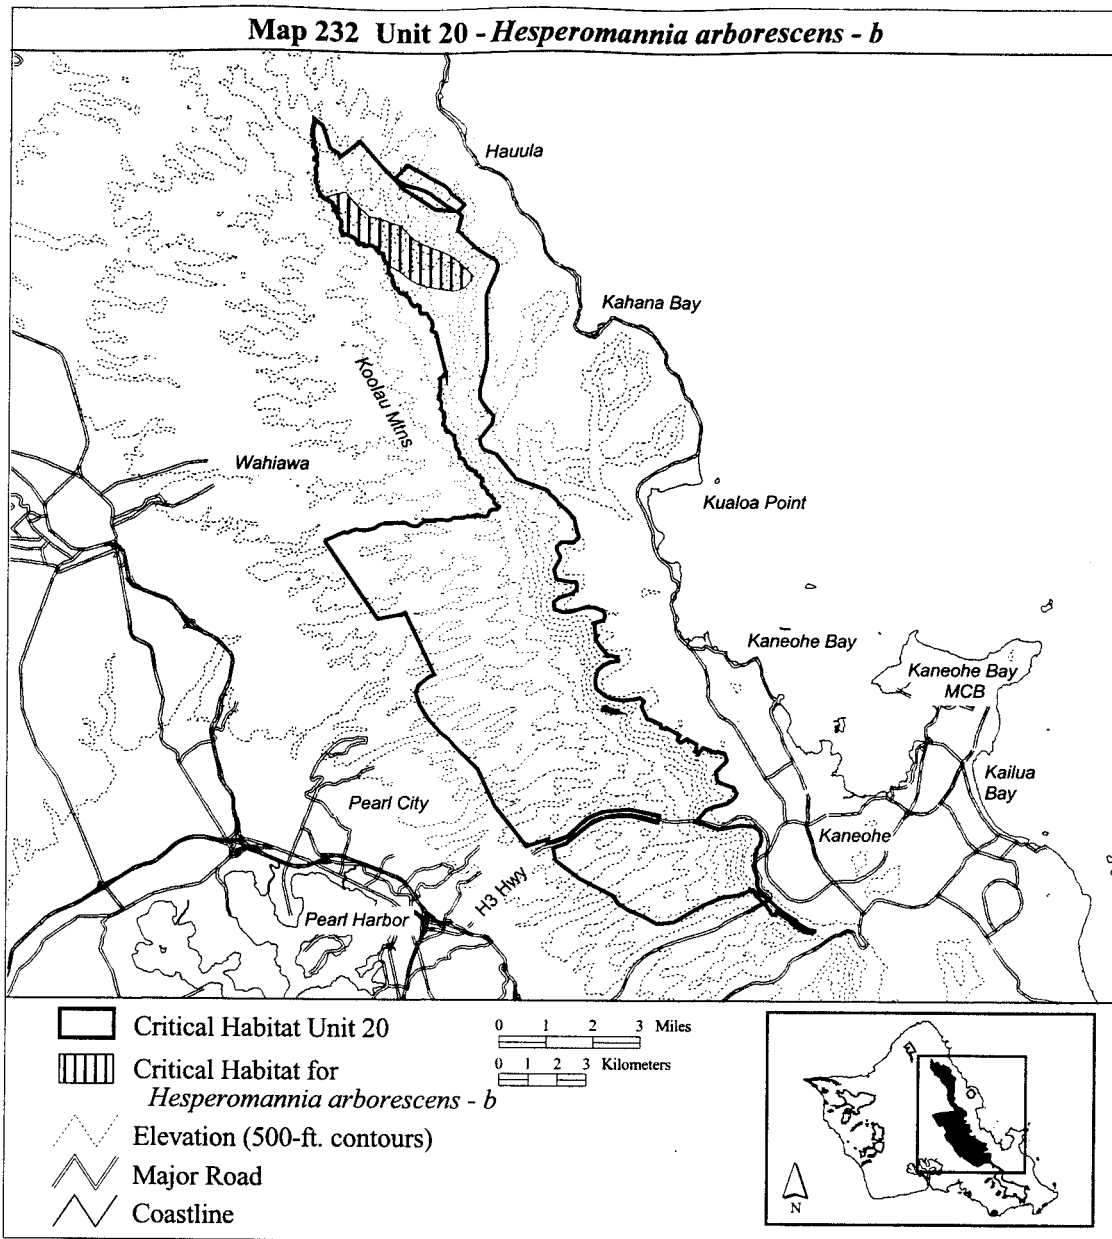 Map 232 Unit 20 - Hesperomannia arborescens - b
Hauula
Kahana Bay
Koolau Mtns
Wahiawa
Kualoa Point
Kaneohe Bay
Kaneohe Bay
MCB
Kailua
Bay
Pearl City
Kaneohe
H3 Hwy
Pearl Harbor
Critical Habitat Unit 20
Critical Habitat for
Hesperomannia arborescens - b
Elevation (500-ft. contours)
Major Road
Coastline
0 1 2 3 Miles
0 1 2 3 Kilometers
N